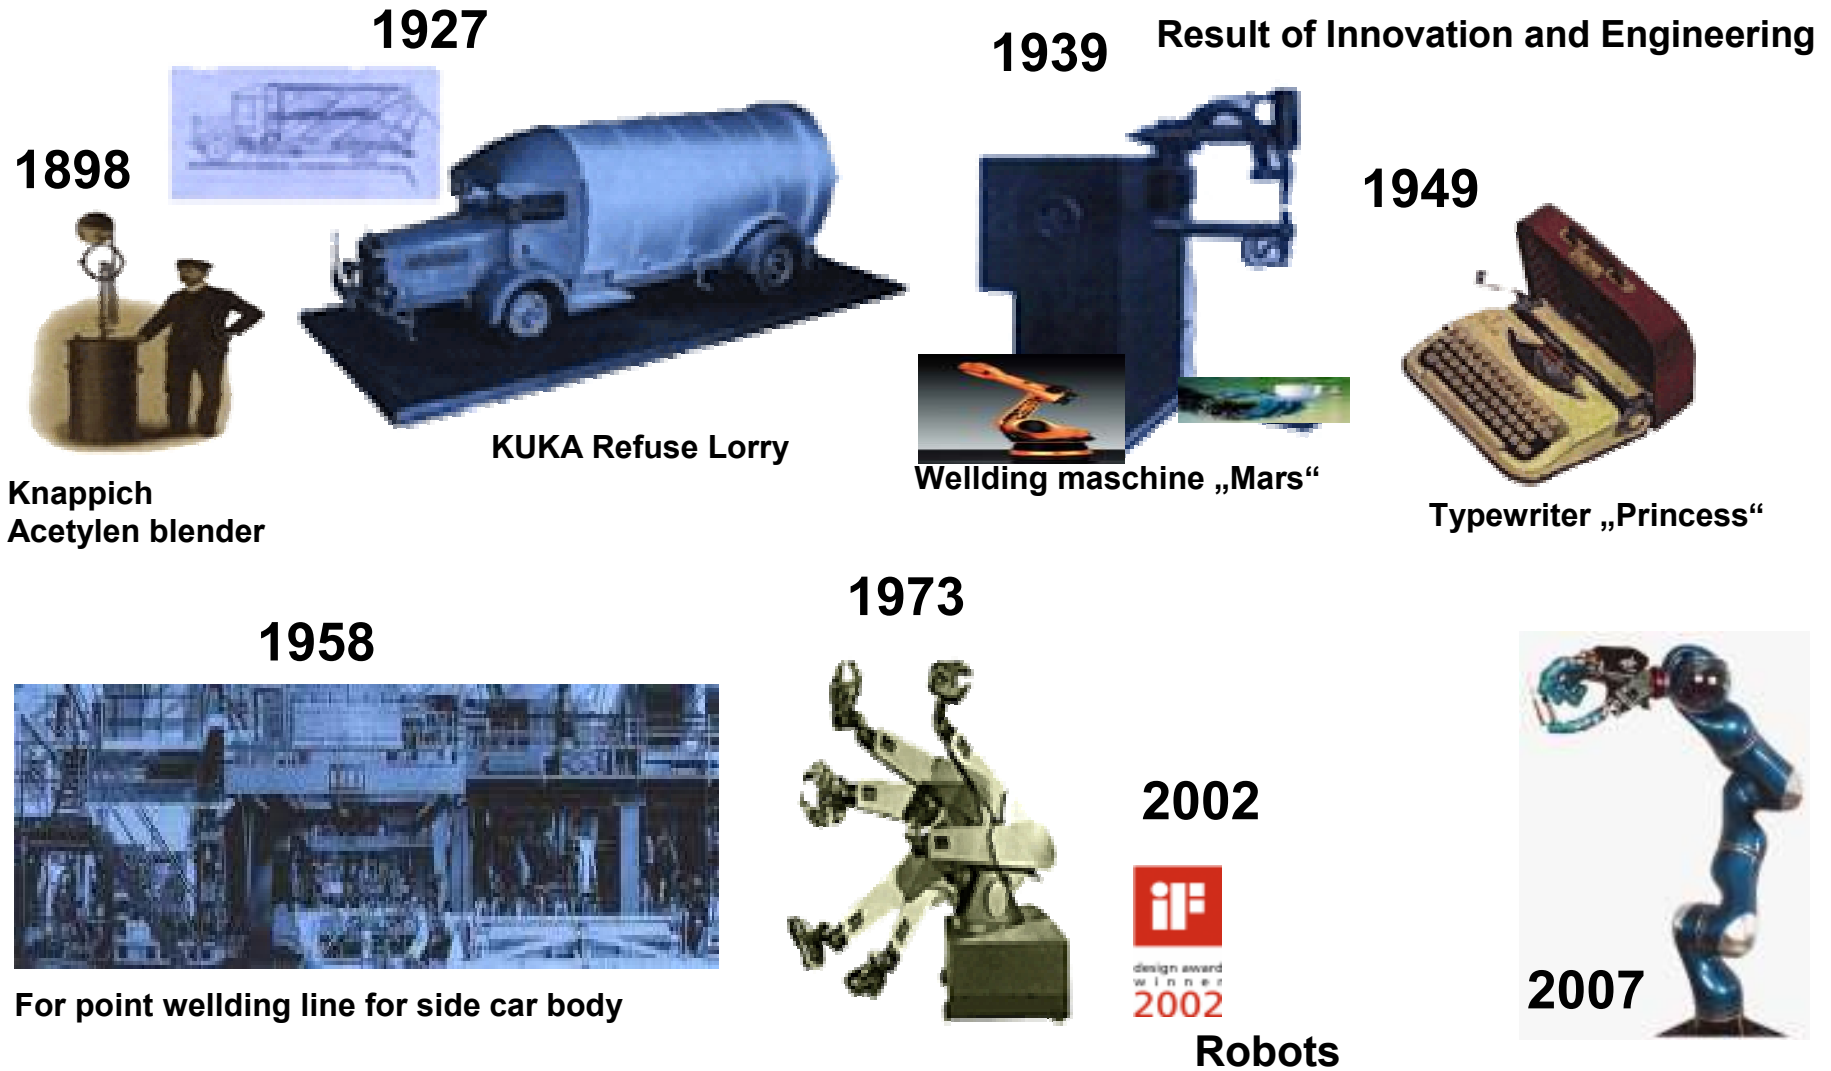 1927
1939
Result of Innovation and Engineering
1898
1949
KUKA Refuse Lorry
Wellding maschine „Mars“
Knappich
Acetylen blender
Typewriter „Princess“
1958
1973
2002
iF
design award
winner
2002
2007
For point wellding line for side car body
Robots